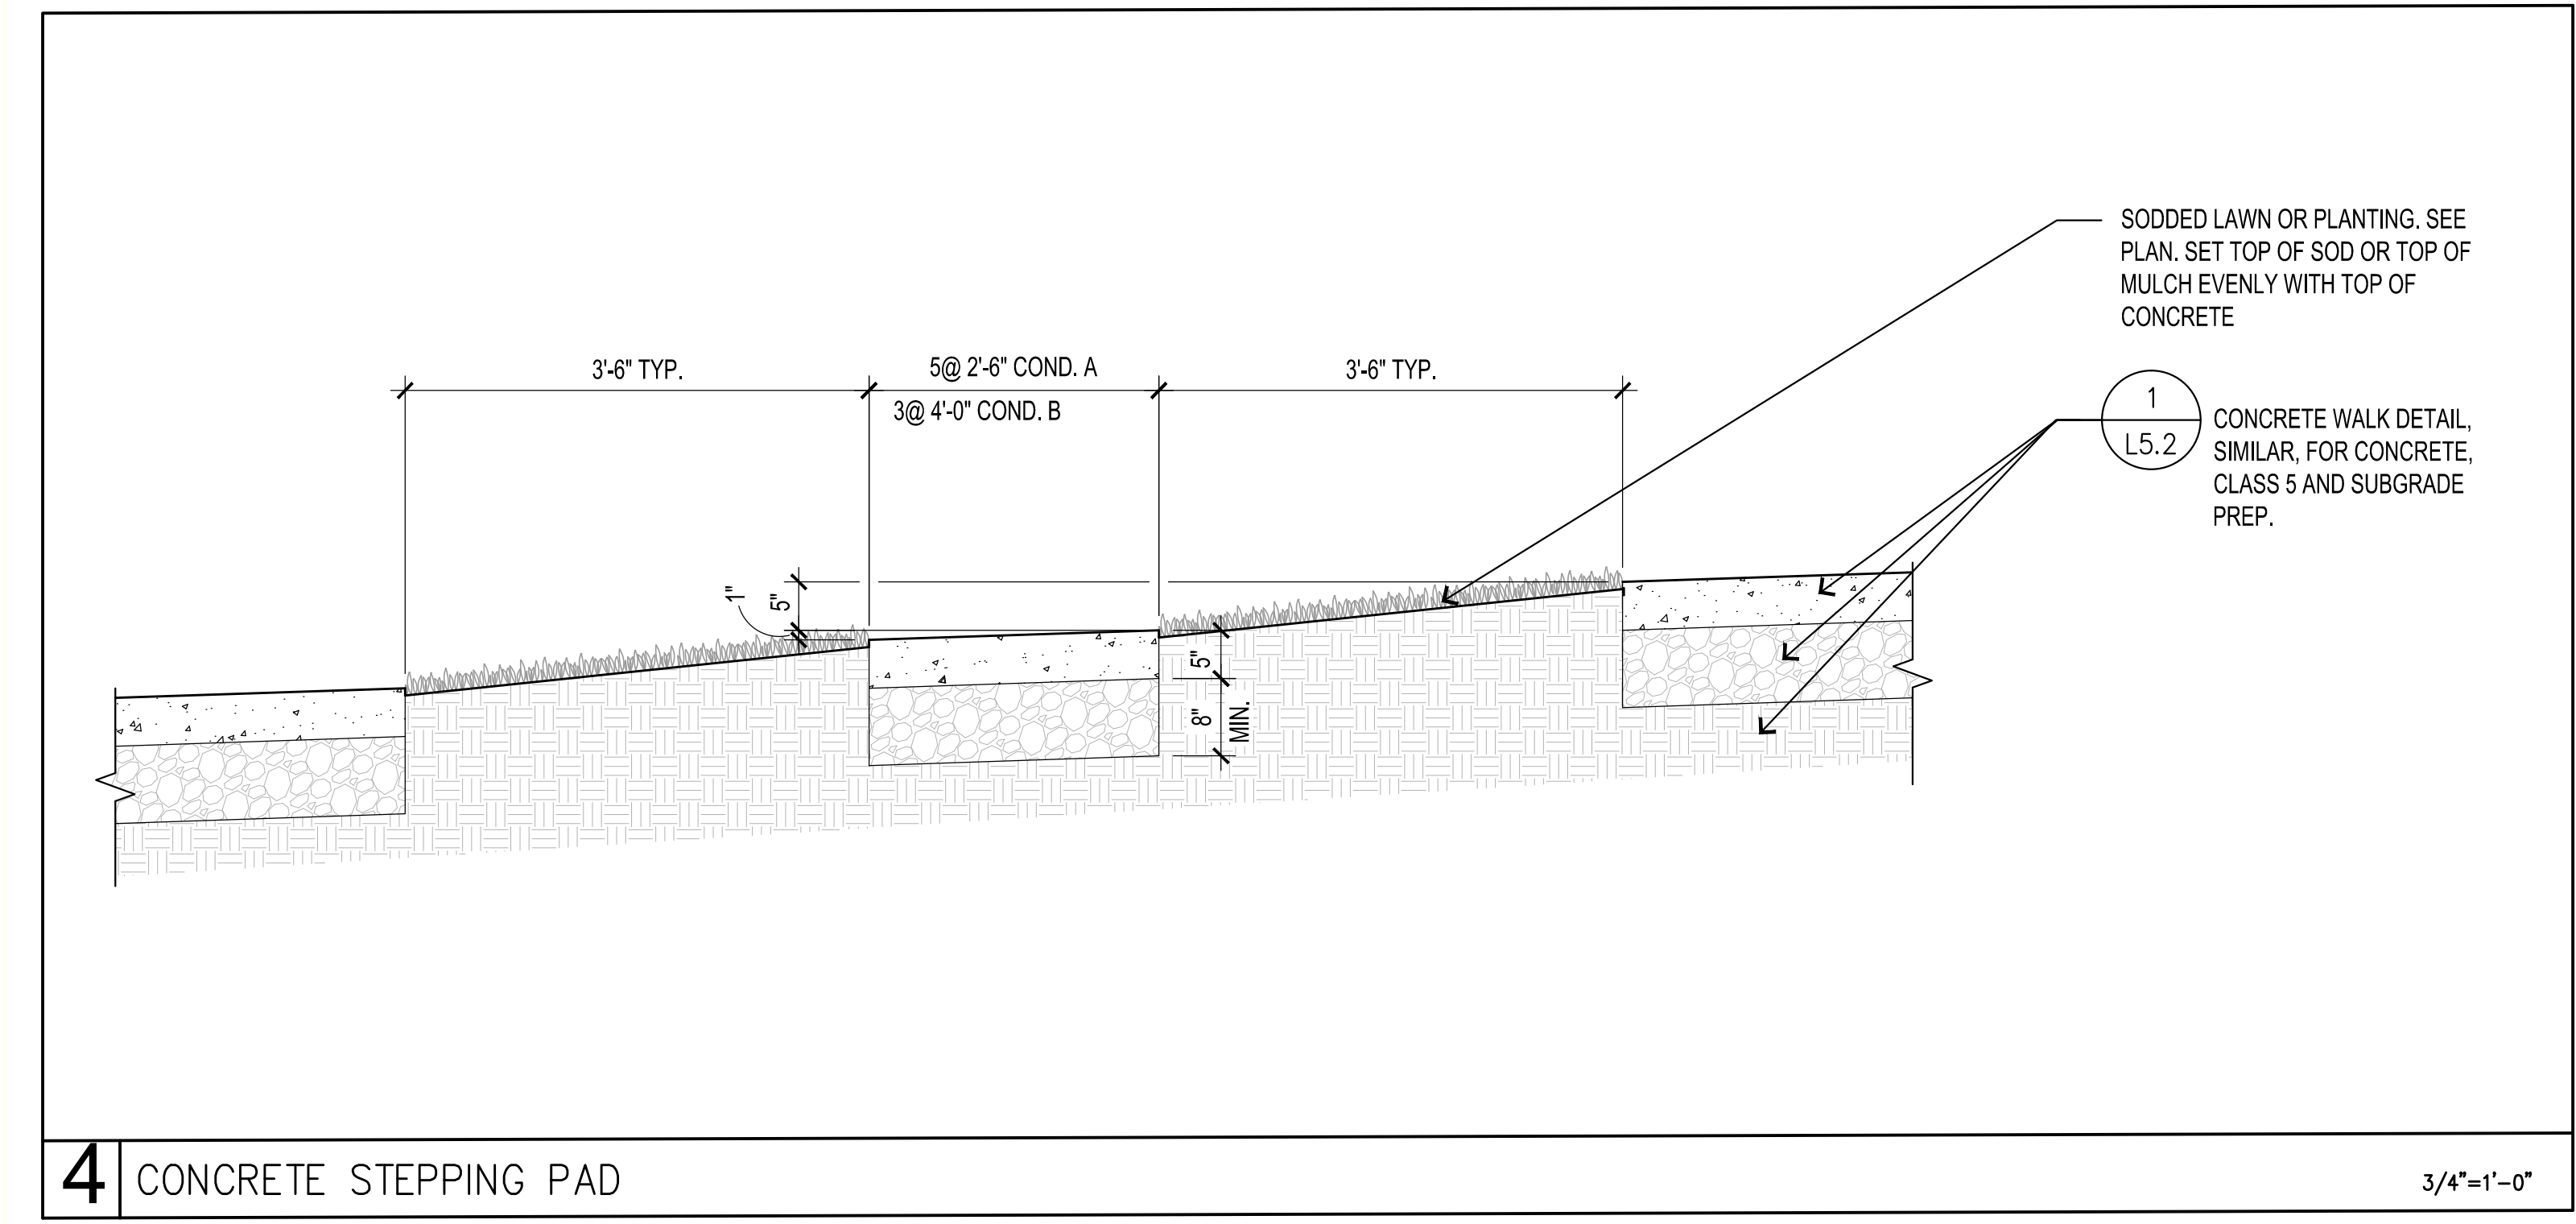 SODDED LAWN OR PLANTING. SEE
PLAN. SET TOP OF SOD OR TOP OF
MULCH EVENLY WITH TOP OF
CONCRETE
3'-6" TYP.
5@ 2'-6" COND. A
3'-6" TYP.
3@ 4'-0" COND. B
1
L5.2
CONCRETE WALK DETAIL,
SIMILAR, FOR CONCRETE,
CLASS 5 AND SUBGRADE
PREP.
1"
5"
5"
8"
MIN.
4
CONCRETE STEPPING PAD
3/4"=1'-0"